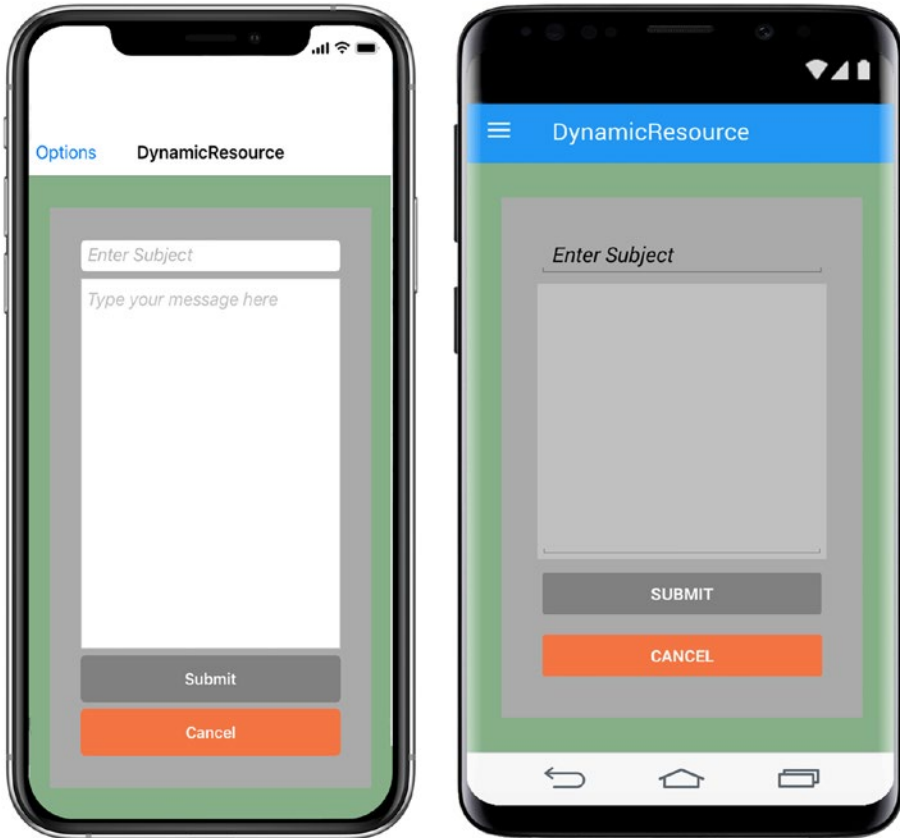 Options DynamicResource
Enter Subject
Type your message here
Submit
Cancel
DynamicResource
Enter Subject
SUBMIT
CANCEL